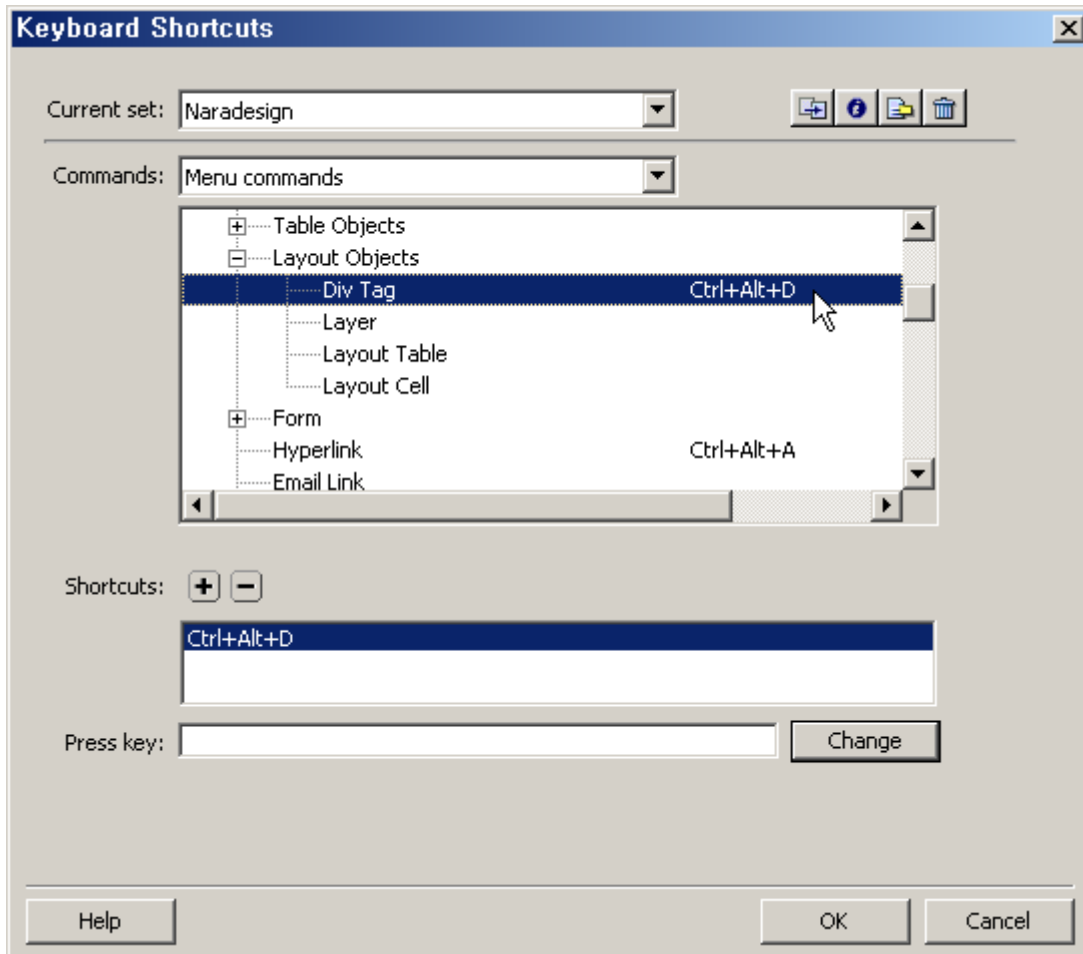 Keyboard Shortcuts
Current set: Naradesign
Commands: Menu commands
Table Objects
Layout Objects
Div Tag Ctrl+Alt+D
Layer
Layout Table
Layout Cell
Form
Hyperlink Ctrl+Alt+A
Email Link
Shortcuts:
Ctrl+Alt+D
Press key: Change
Help OK Cancel